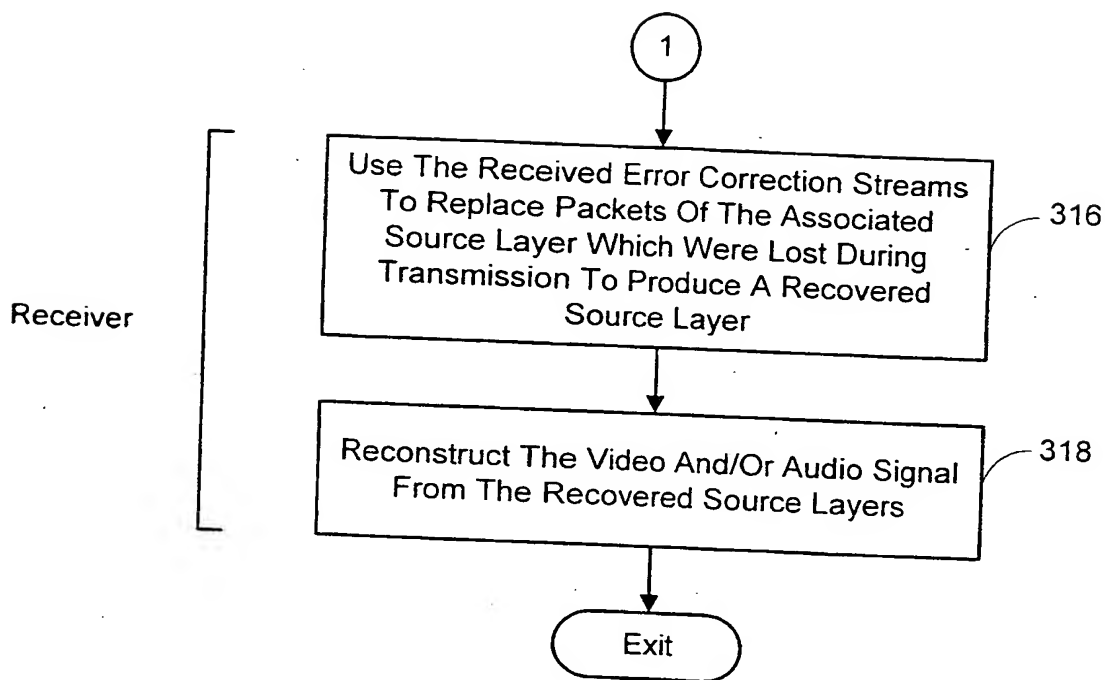 1
Use The Received Error Correction Streams
To Replace Packets Of The Associated
Source Layer Which Were Lost During
Transmission To Produce A Recovered
Source Layer
316
Receiver
Reconstruct The Video And/Or Audio Signal
From The Recovered Source Layers
318
Exit